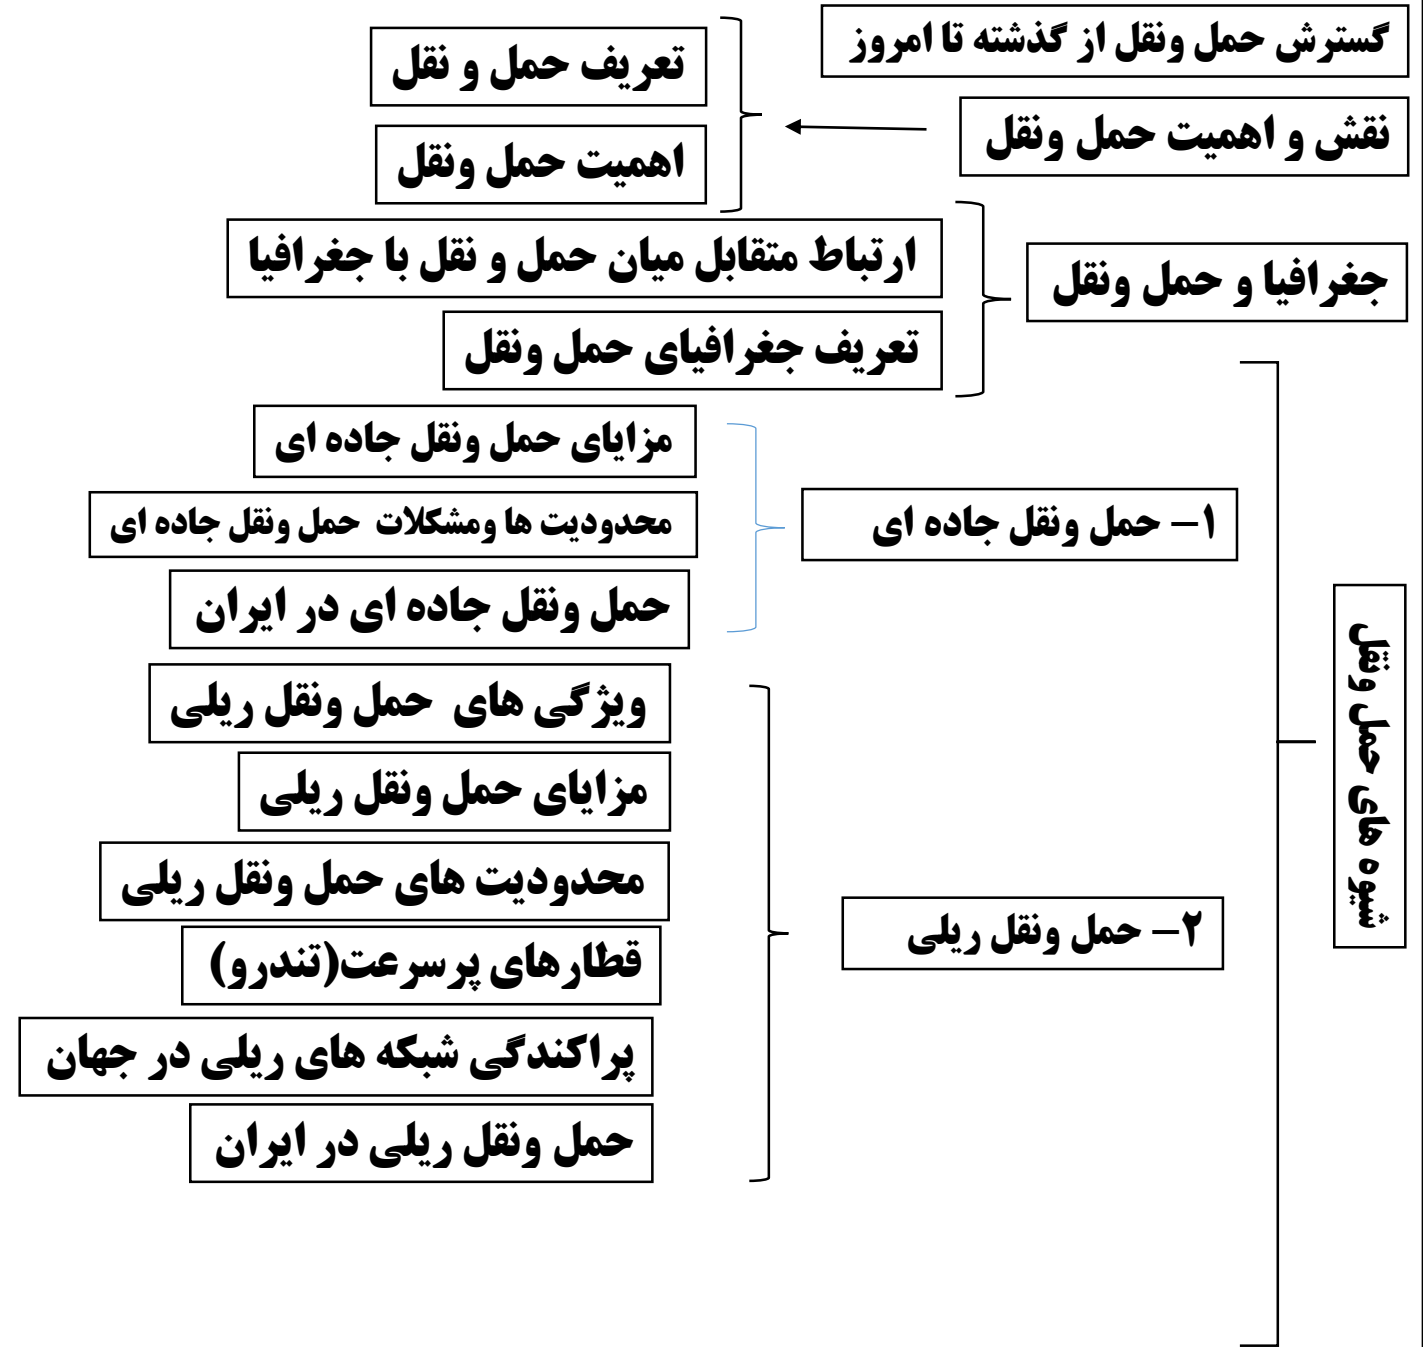 گسترش حمل ونقل از گذشته تا امروز
نقش و اهمیت حمل ونقل
تعریف حمل و نقل
اهمیت حمل ونقل
جغرافیا و حمل ونقل
ارتباط متقابل میان حمل و نقل با جغرافیا
تعریف جغرافیای حمل ونقل
شیوه های حمل ونقل
۱– حمل ونقل جاده ای
مزایای حمل ونقل جاده ای
محدودیت ها ومشکلات حمل ونقل جاده ای
حمل ونقل جاده ای در ایران
۲– حمل ونقل ریلی
ویژگی های حمل ونقل ریلی
مزایای حمل ونقل ریلی
محدودیت های حمل ونقل ریلی
قطارهای پرسرعت(تندرو)
پراکندگی شبکه های ریلی در جهان
حمل ونقل ریلی در ایران